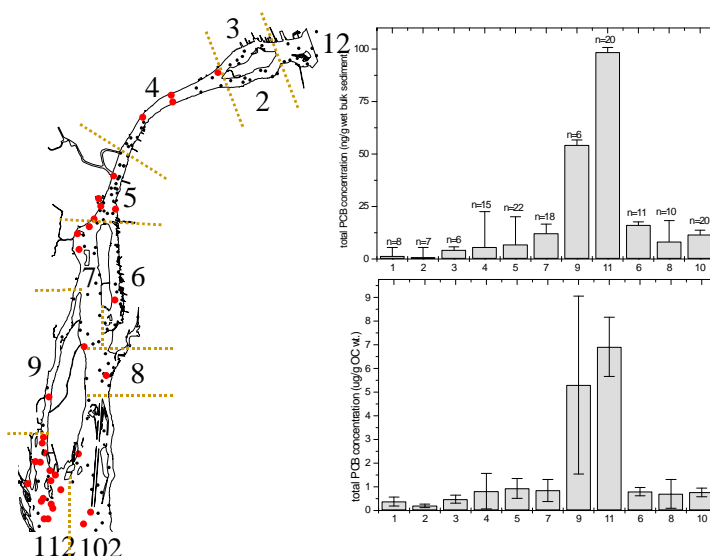 3
12
4
2
5
7
6
9
8
112 102
total PCB concentration (ng/g wet bulk sediment)
100
75
50
25
0
n=8
n=7
n=6
n=15
n=22
n=18
n=6
n=20
n=11
n=10
n=20
1 2 3 4 5 7 9 11 6 8 10
total PCB concentration (ug/g OC wt.)
9
8
7
6
5
4
3
2
1
0
1 2 3 4 5 7 9 11 6 8 10